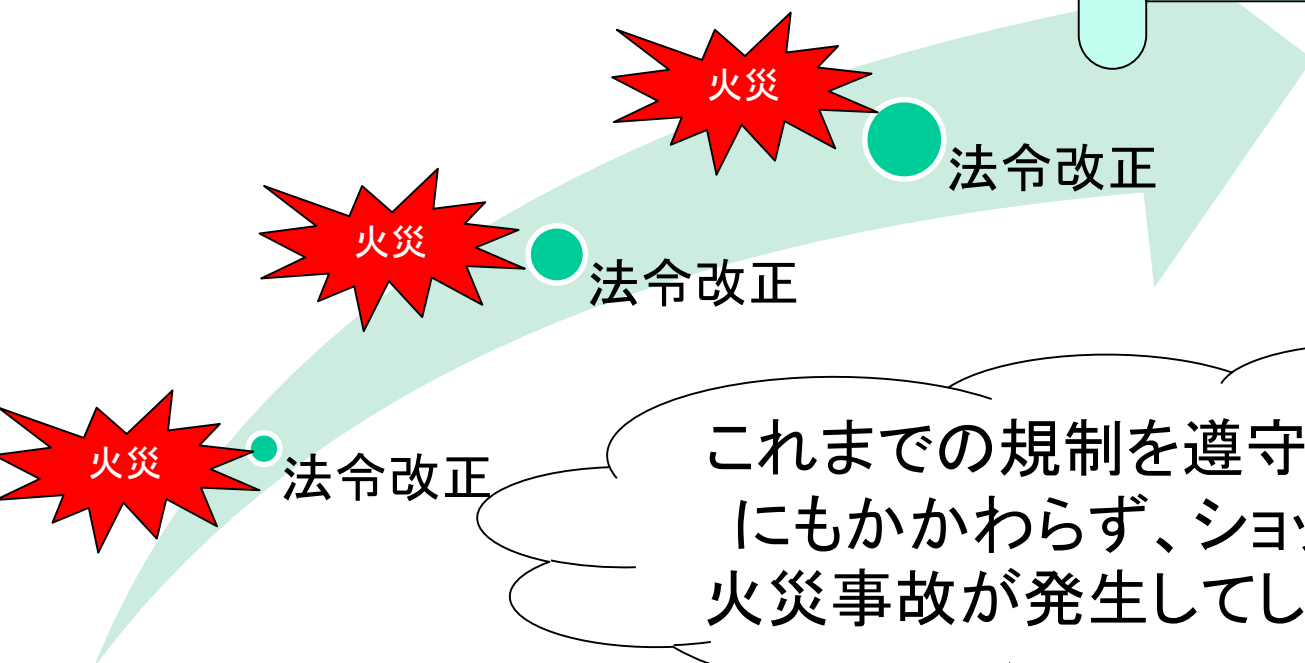 火災
法令改正
火災
法令改正
火災
法令改正
これまでの規制を遵守
にもかかわらず、ショッ
火災事故が発生してし